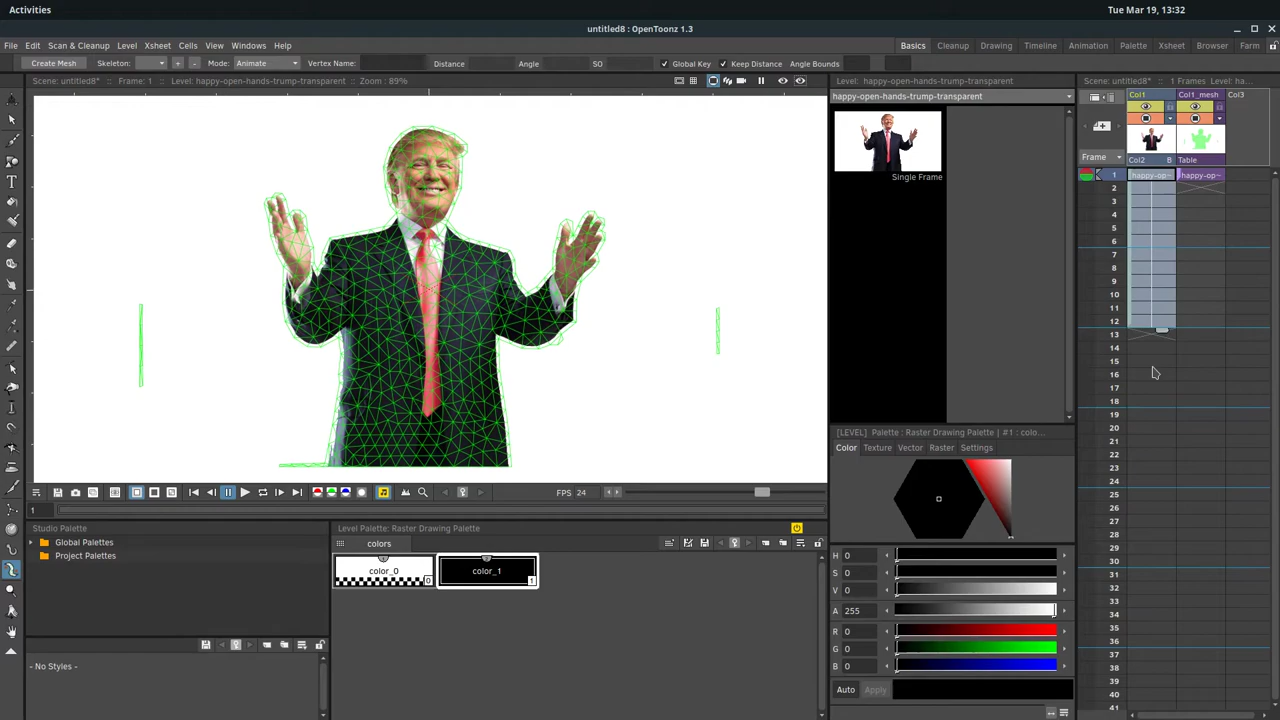 Activities
Tue Mar 19, 13:32
untitled8* : OpenToonz 1.3
File Edit Scan & Cleanup Level Xsheet Cells View Windows Help
Basics Cleanup Drawing Timeline Animation Palette Xsheet Browser Farm
Create Mesh Skeleton: + - Mode: Animate Vertex Name: Distance Angle SO Global Key Keep Distance Angle Bounds
Scene: untitled8* :: Frame: 1 :: Level: happy-open-hands-trump-transparent :: Zoom : 89%
Level: happy-open-hands-trump-transparent
Scene: untitled8* :: 1 Frames Level: ha...
happy-open-hands-trump-transparent
Single Frame
Col1 Col1_mesh Col3
Frame Col2 B Table
1 happy-op~ happy-op~
2
3
4
5
6
7
8
9
10
11
12
13
14
15
16
17
18
19
20
21
22
23
24
25
26
27
28
29
30
31
32
33
34
35
36
37
38
39
40
41
[LEVEL] Palette : Raster Drawing Palette | #1 : colo...
Color Texture Vector Raster Settings
FPS 24
1
Studio Palette
Global Palettes
Project Palettes
- No Styles -
Level Palette: Raster Drawing Palette
colors
color_0 0
color_1 1
H 0
S 0
V 0
A 255
R 0
G 0
B 0
Auto Apply